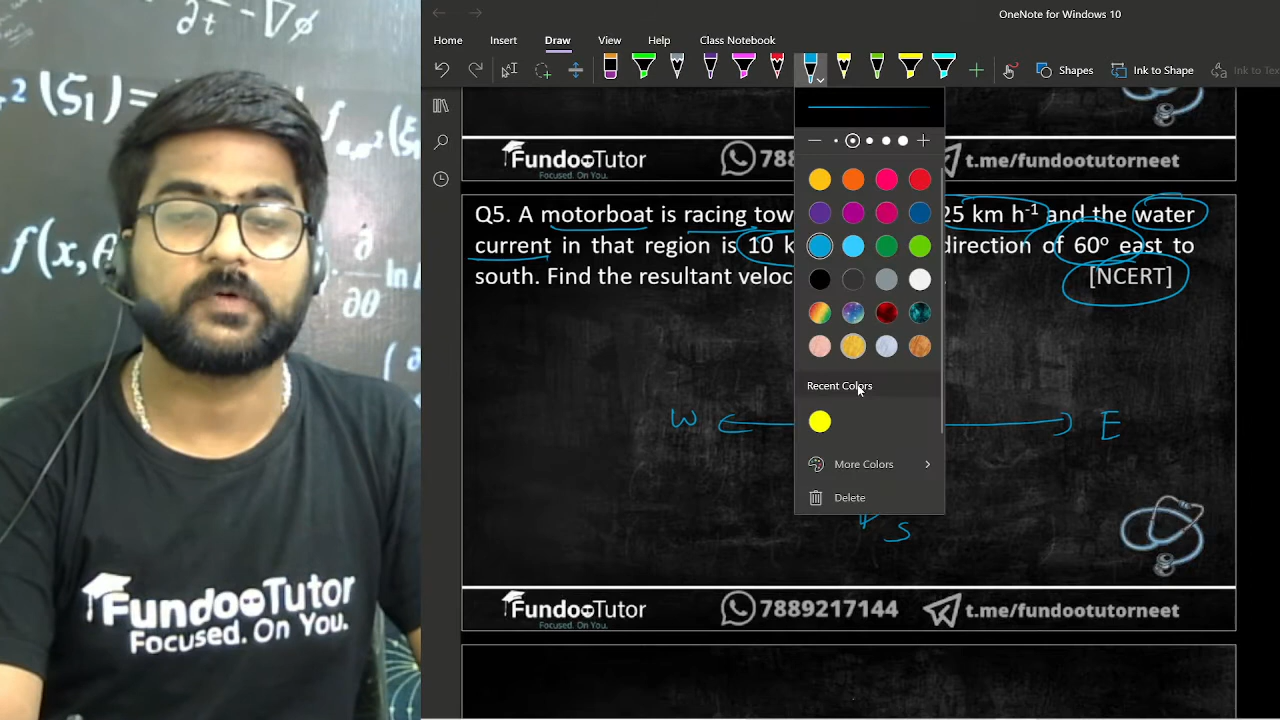 OneNote for Windows 10
Home Insert Draw View Help Class Notebook
Shapes Ink to Shape Ink to Tex
FundooTutor
Focused. On You.
788
t.me/fundootutorneet
Q5. A motorboat is racing tow 25 km h⁻¹ and the water
current in that region is 10 k direction of 60° east to
south. Find the resultant veloc [NCERT]
Recent Colors
W E
More Colors
Delete
S
FundooTutor
Focused. On You.
7889217144
t.me/fundootutorneet
FundooTutor
Focused. On You.